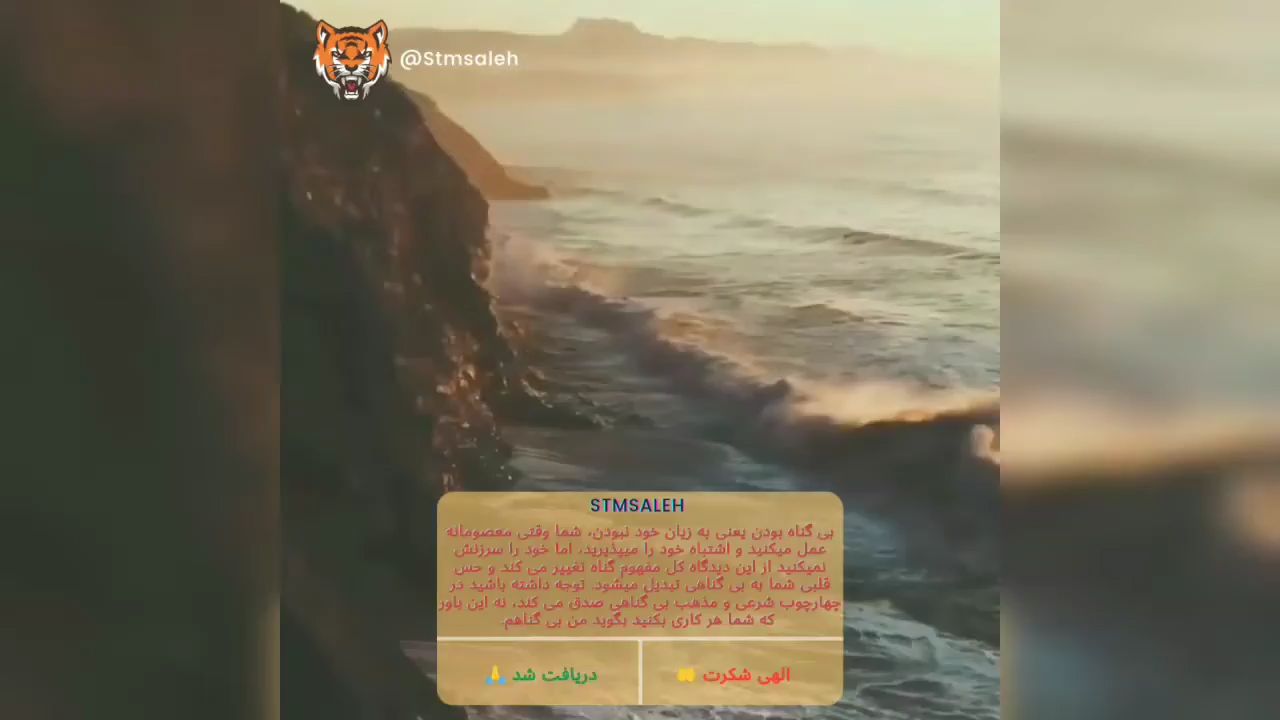 @Stmsaleh
STMSALEH
بی گناه بودن یعنی به زیان خود نبودن، شما وقتی معصومانه
عمل میکنید و اشتباه خود را میپذیرید، اما خود را سرزنش
نمیکنید از این دیدگاه کل مفهوم گناه تغییر می کند و حس
قلبی شما به بی گناهی تبدیل میشود. توجه داشته باشید در
چهارچوب شرعی و مذهب بی گناهی صدق می کند، نه این باور
که شما هر کاری بکنید بگوید من بی گناهم.
الهی شکرت 🤲
دریافت شد 🙏